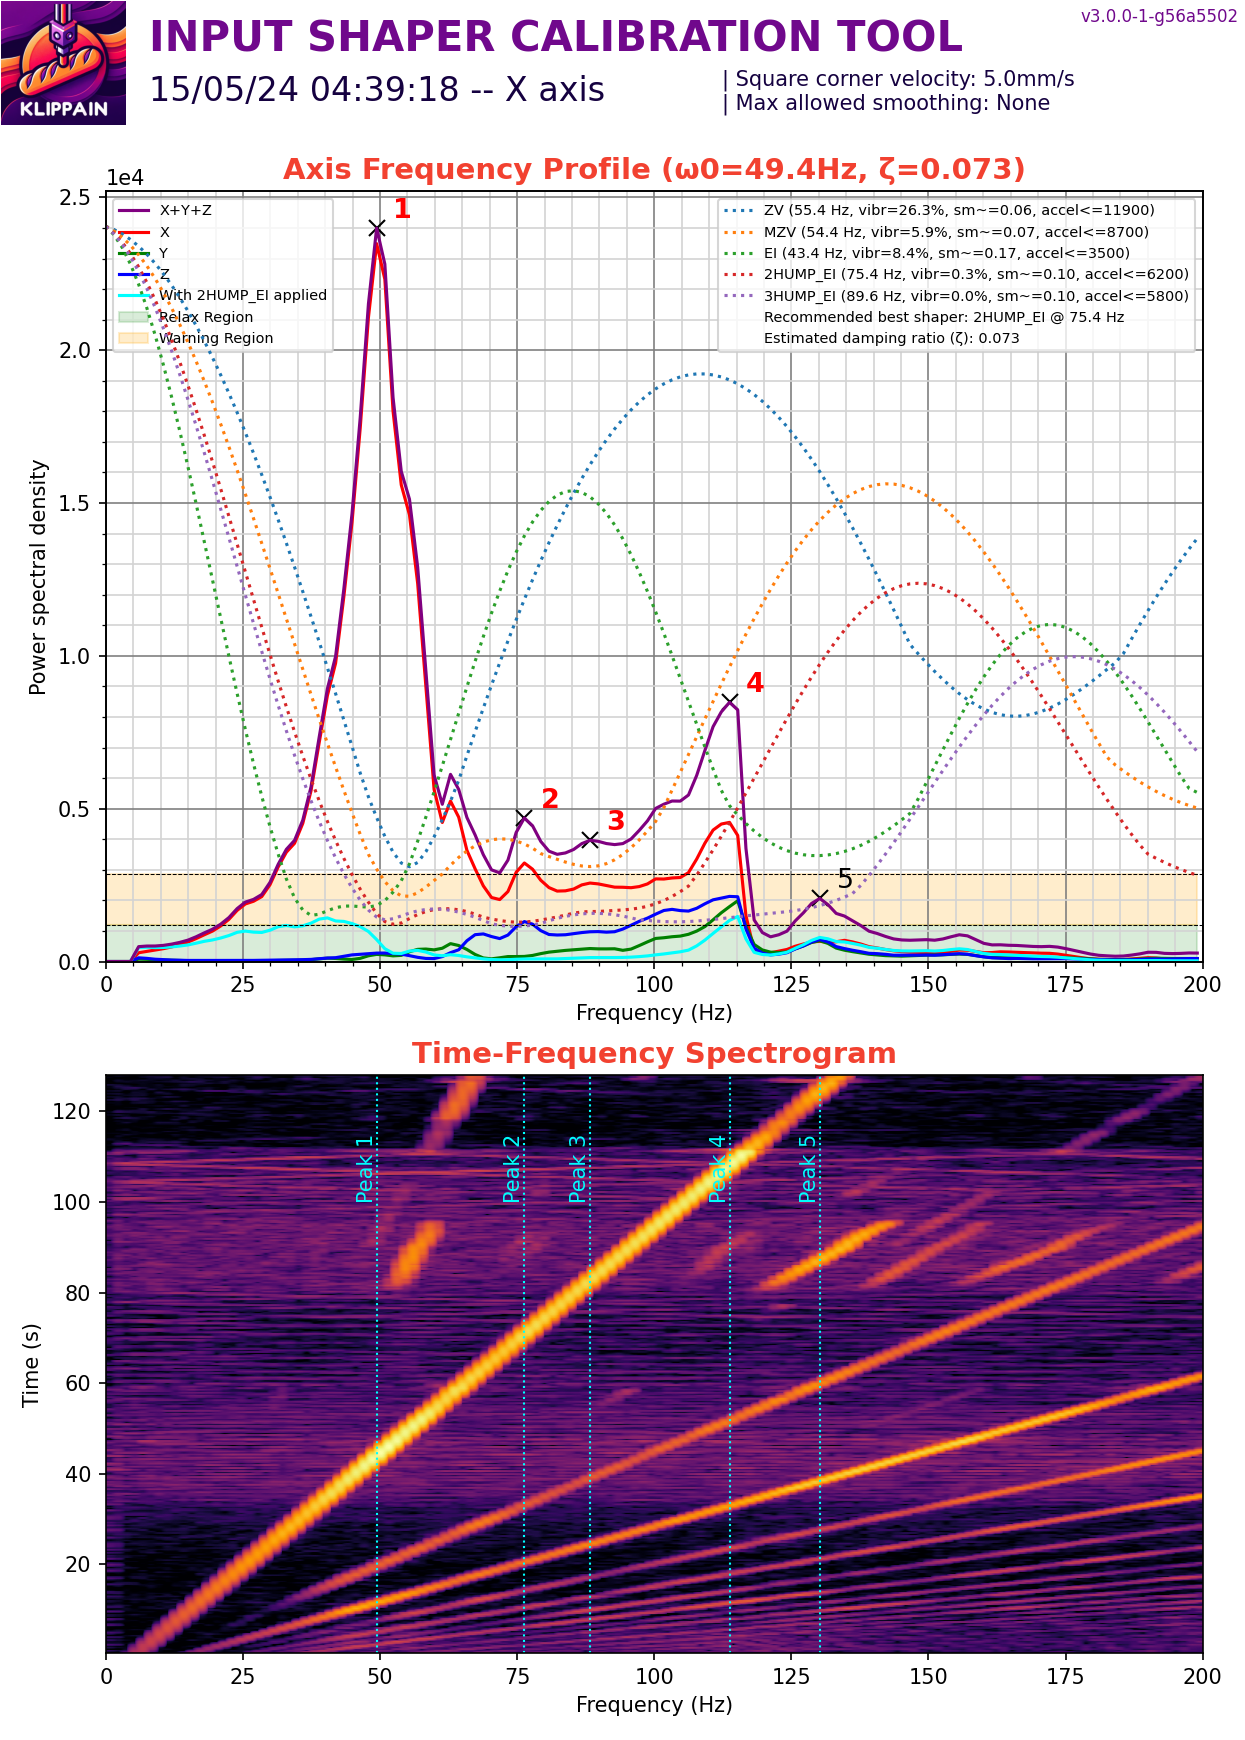 v3.0.0-1-g56a5502
INPUT SHAPER CALIBRATION TOOL
15/05/24 04:39:18 -- X axis
| Square corner velocity: 5.0mm/s
| Max allowed smoothing: None
KLIPPAIN
Axis Frequency Profile (ω0=49.4Hz, ζ=0.073)
1e4
X+Y+Z
X
Y
Z
With 2HUMP_EI applied
Relax Region
Warning Region
ZV (55.4 Hz, vibr=26.3%, sm~=0.06, accel<=11900)
MZV (54.4 Hz, vibr=5.9%, sm~=0.07, accel<=8700)
EI (43.4 Hz, vibr=8.4%, sm~=0.17, accel<=3500)
2HUMP_EI (75.4 Hz, vibr=0.3%, sm~=0.10, accel<=6200)
3HUMP_EI (89.6 Hz, vibr=0.0%, sm~=0.10, accel<=5800)
Recommended best shaper: 2HUMP_EI @ 75.4 Hz
Estimated damping ratio (ζ): 0.073
1
2
3
4
5
2.5
2.0
1.5
1.0
0.5
0.0
Power spectral density
0 25 50 75 100 125 150 175 200
Frequency (Hz)
Time-Frequency Spectrogram
Peak 1
Peak 2
Peak 3
Peak 4
Peak 5
120
100
80
60
40
20
Time (s)
0 25 50 75 100 125 150 175 200
Frequency (Hz)